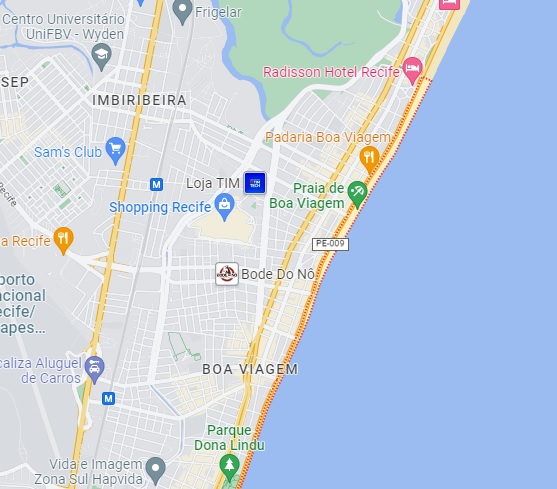 Frigelar
Centro Universitário
UniFBV - Wyden
Radisson Hotel Recife
SEP
IMBIRIBEIRA
Padaria Boa Viagem
Sam's Club
M
Loja TIM
Praia de
Boa Viagem
Shopping Recife
Recife
a Recife
PE-009
Bode Do Nô
porto
acional
ecife/
apes...
caliza Aluguel
de Carros
BOA VIAGEM
M
Parque
Dona Lindu
Vida e Imagem
Zona Sul Hapvida